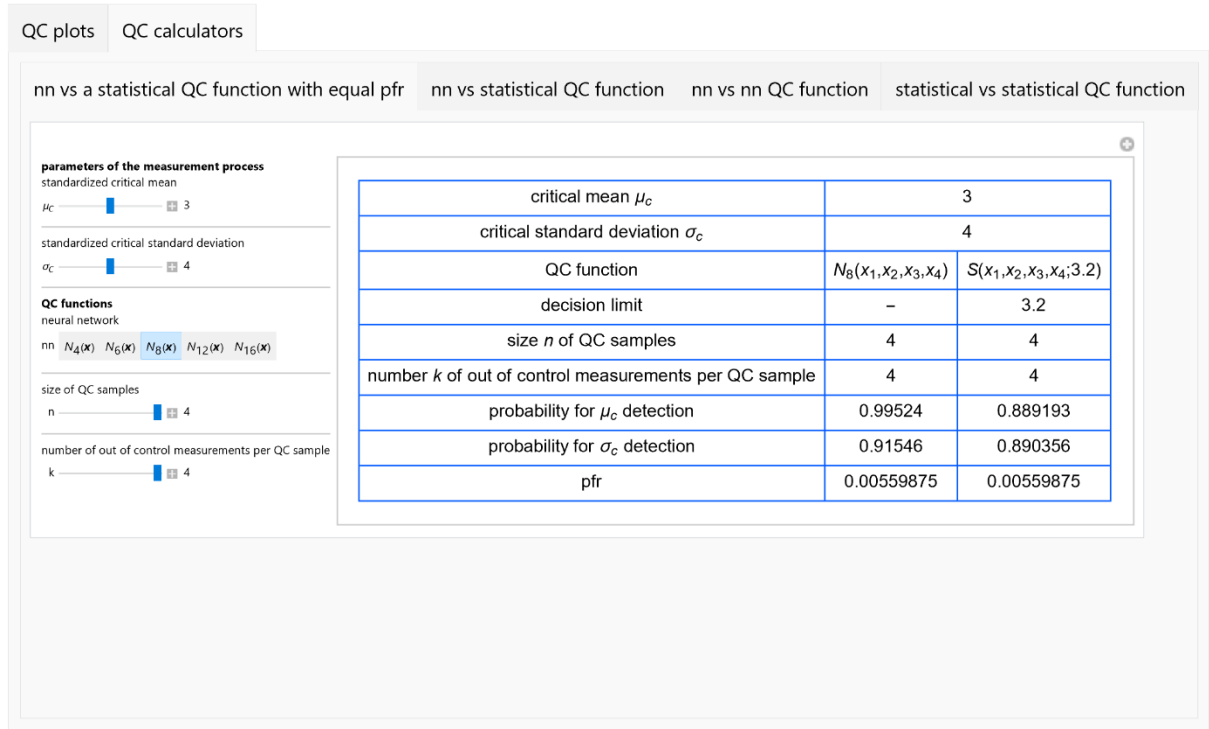 QC plots QC calculators
nn vs a statistical QC function with equal pfr nn vs statistical QC function nn vs nn QC function statistical vs statistical QC function
parameters of the measurement process
standardized critical mean
μc 3
standardized critical standard deviation
σc 4
QC functions
neural network
nn N4(x) N6(x) N8(x) N12(x) N16(x)
size of QC samples
n 4
number of out of control measurements per QC sample
k 4
critical mean μc 3
critical standard deviation σc 4
QC function N8(x1,x2,x3,x4) S(x1,x2,x3,x4;3.2)
decision limit – 3.2
size n of QC samples 4 4
number k of out of control measurements per QC sample 4 4
probability for μc detection 0.99524 0.889193
probability for σc detection 0.91546 0.890356
pfr 0.00559875 0.00559875